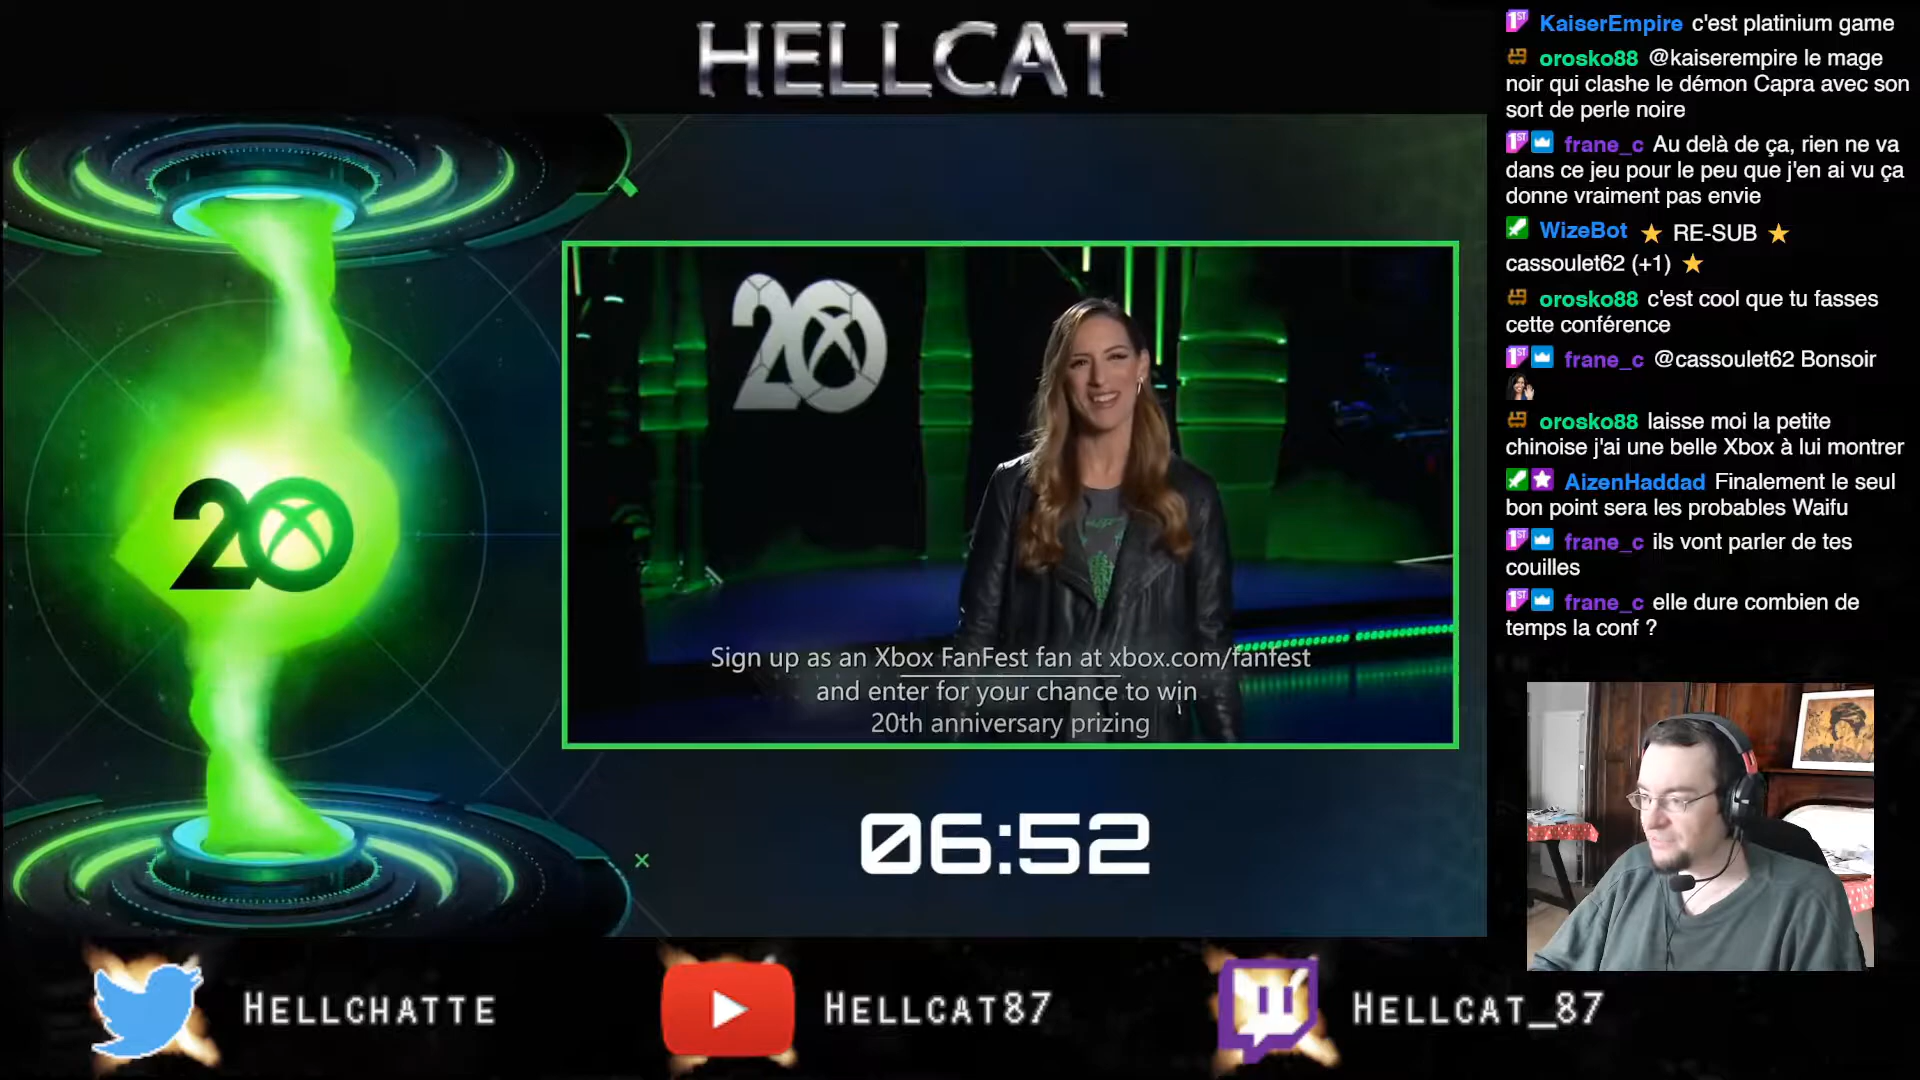 HELLCAT
KaiserEmpire c'est platinium game
orosko88 @kaiserempire le mage
noir qui clashe le démon Capra avec son
sort de perle noire
frane_c Au delà de ça, rien ne va
dans ce jeu pour le peu que j'en ai vu ça
donne vraiment pas envie
WizeBot ★ RE-SUB ★
cassoulet62 (+1) ★
orosko88 c'est cool que tu fasses
cette conférence
frane_c @cassoulet62 Bonsoir
orosko88 laisse moi la petite
chinoise j'ai une belle Xbox à lui montrer
AizenHaddad Finalement le seul
bon point sera les probables Waifu
frane_c ils vont parler de tes
couilles
frane_c elle dure combien de
temps la conf ?
20
20
Sign up as an Xbox FanFest fan at xbox.com/fanfest
and enter for your chance to win
20th anniversary prizing
06:52
HELLCHATTE
HELLCAT87
HELLCAT_87